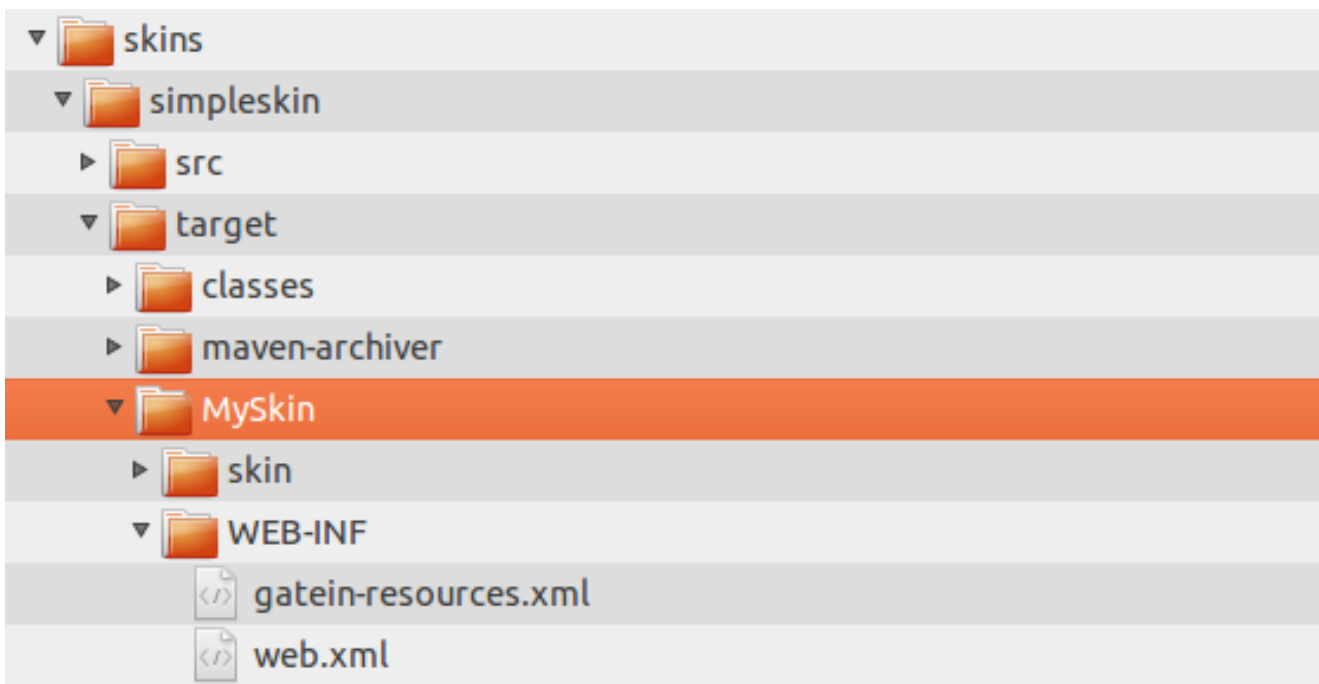 skins
simpleskin
src
target
classes
maven-archiver
MySkin
skin
WEB-INF
gatein-resources.xml
web.xml